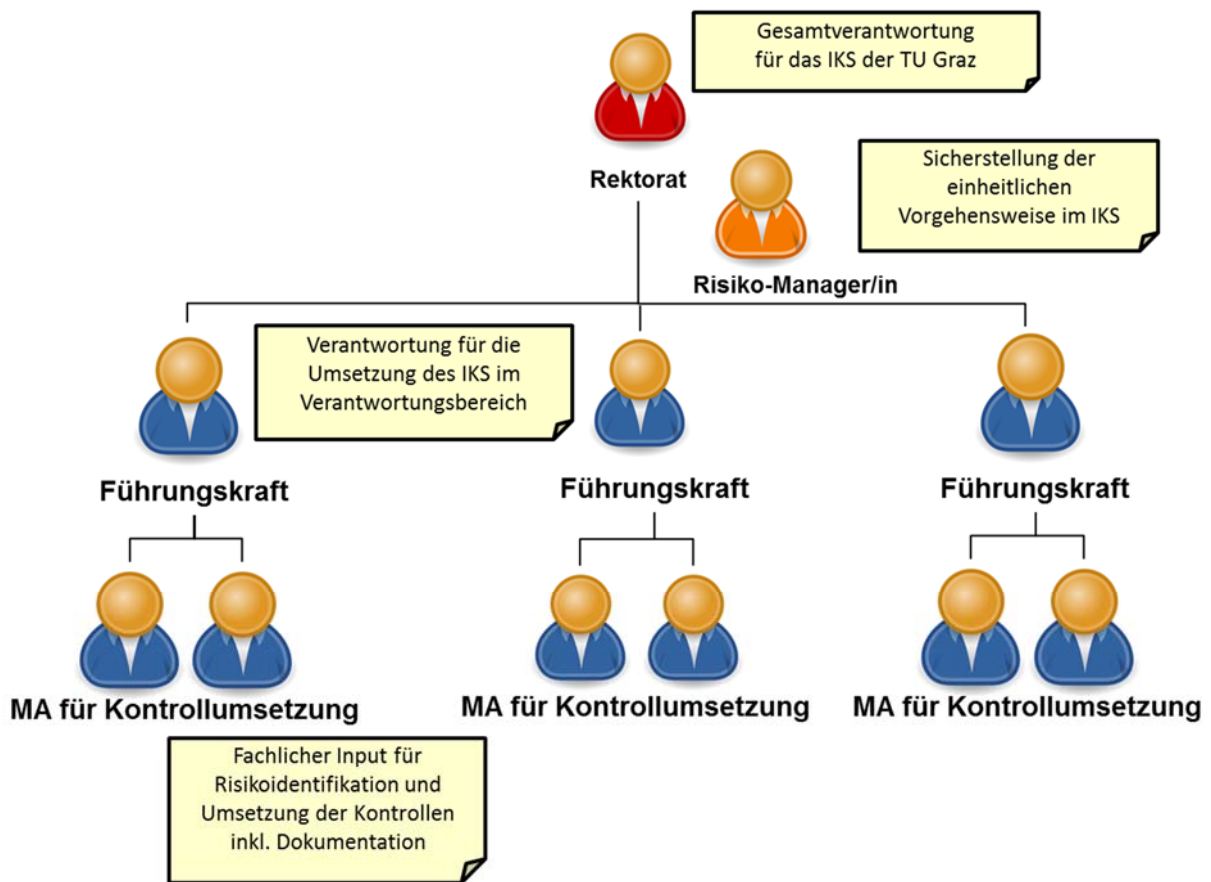 Gesamtverantwortung
für das IKS der TU Graz
Rektorat
Sicherstellung der
einheitlichen
Vorgehensweise im IKS
Risiko-Manager/in
Verantwortung für die
Umsetzung des IKS im
Verantwortungsbereich
Führungskraft
Führungskraft
Führungskraft
MA für Kontrollumsetzung
MA für Kontrollumsetzung
MA für Kontrollumsetzung
Fachlicher Input für
Risikoidentifikation und
Umsetzung der Kontrollen
inkl. Dokumentation